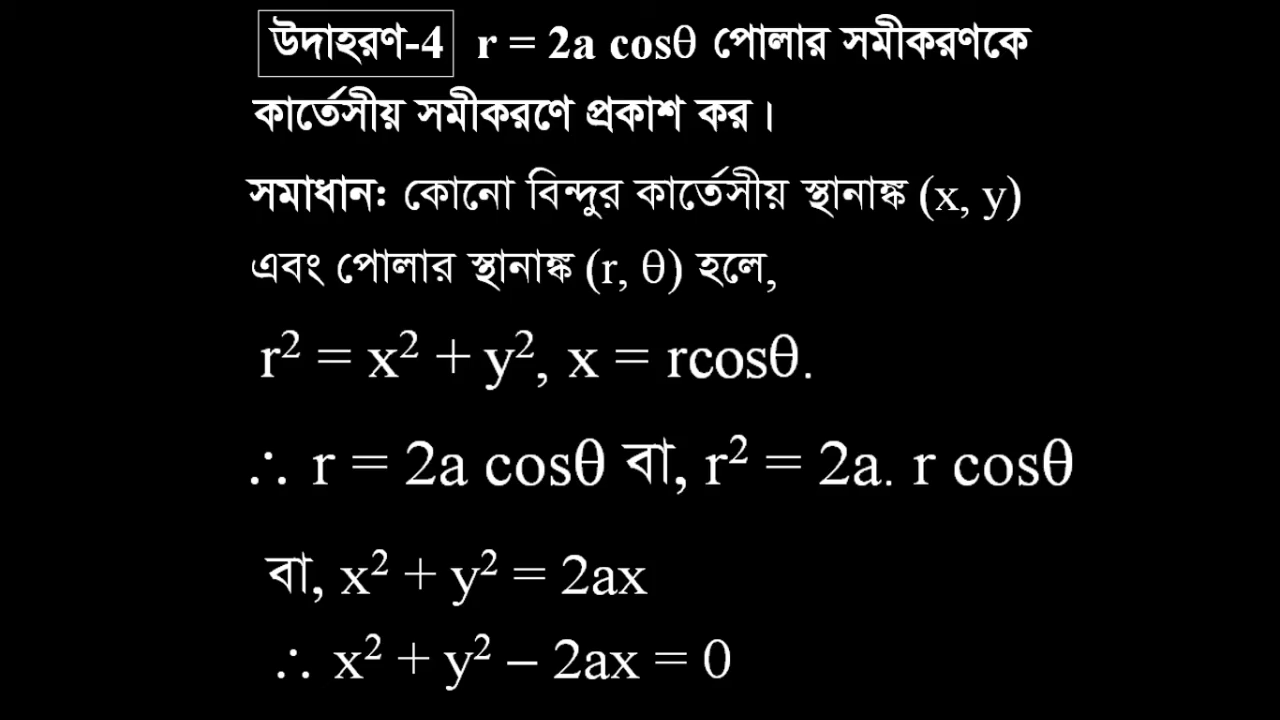 উদাহরণ-4 r = 2a cosθ পোলার সমীকরণকে
কার্তেসীয় সমীকরণে প্রকাশ কর।
সমাধানঃ কোনো বিন্দুর কার্তেসীয় স্থানাঙ্ক (x, y)
এবং পোলার স্থানাঙ্ক (r, θ) হলে,
r² = x² + y², x = rcosθ.
∴ r = 2a cosθ বা, r² = 2a. r cosθ
বা, x² + y² = 2ax
∴ x² + y² – 2ax = 0